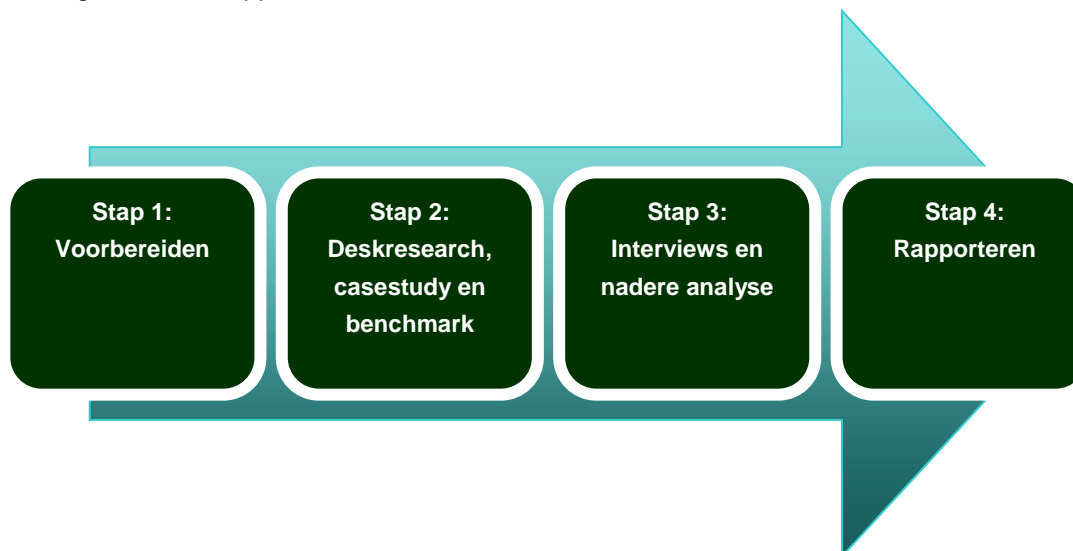 Stap 1:
Voorbereiden
Stap 2:
Deskresearch,
casestudy en
benchmark
Stap 3:
Interviews en
nadere analyse
Stap 4:
Rapporteren